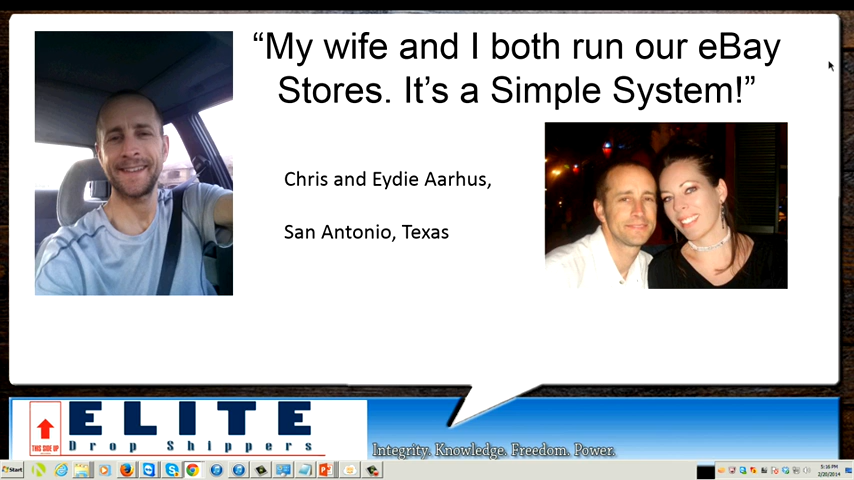 “My wife and I both run our eBay
Stores. It’s a Simple System!”
Chris and Eydie Aarhus,
San Antonio, Texas
THIS SIDE UP
ELITE
Drop Shippers
Integrity. Knowledge. Freedom. Power.
Start
5:16 PM
2/20/2014